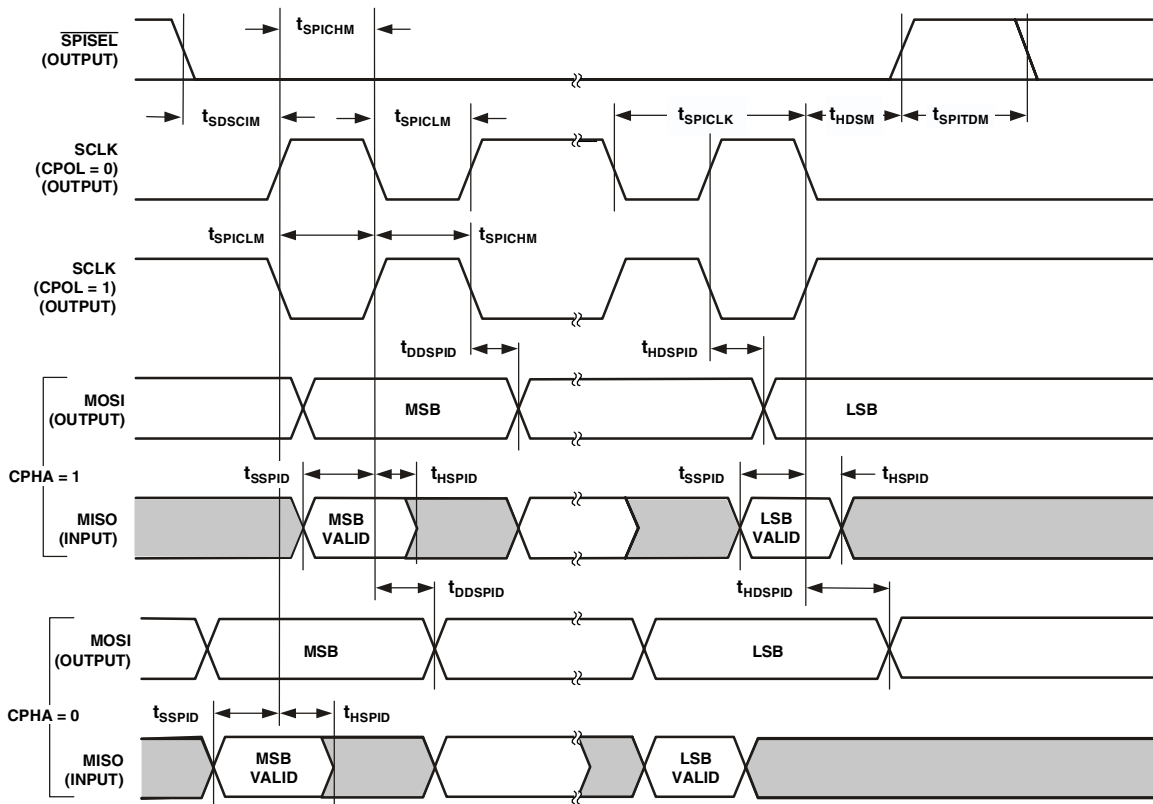 tSPICHM
SPISEL
(OUTPUT)
tSDSCIM
tSPICLM
tSPICLK
tHDSM
tSPITDM
SCLK
(CPOL = 0)
(OUTPUT)
tSPICLM
tSPICHM
SCLK
(CPOL = 1)
(OUTPUT)
tDDSPID
tHDSPID
MOSI
(OUTPUT)
MSB
LSB
CPHA = 1
tSSPID
tHSPID
tSSPID
tHSPID
MISO
(INPUT)
MSB
VALID
LSB
VALID
tDDSPID
tHDSPID
MOSI
(OUTPUT)
MSB
LSB
CPHA = 0
tSSPID
tHSPID
MISO
(INPUT)
MSB
VALID
LSB
VALID